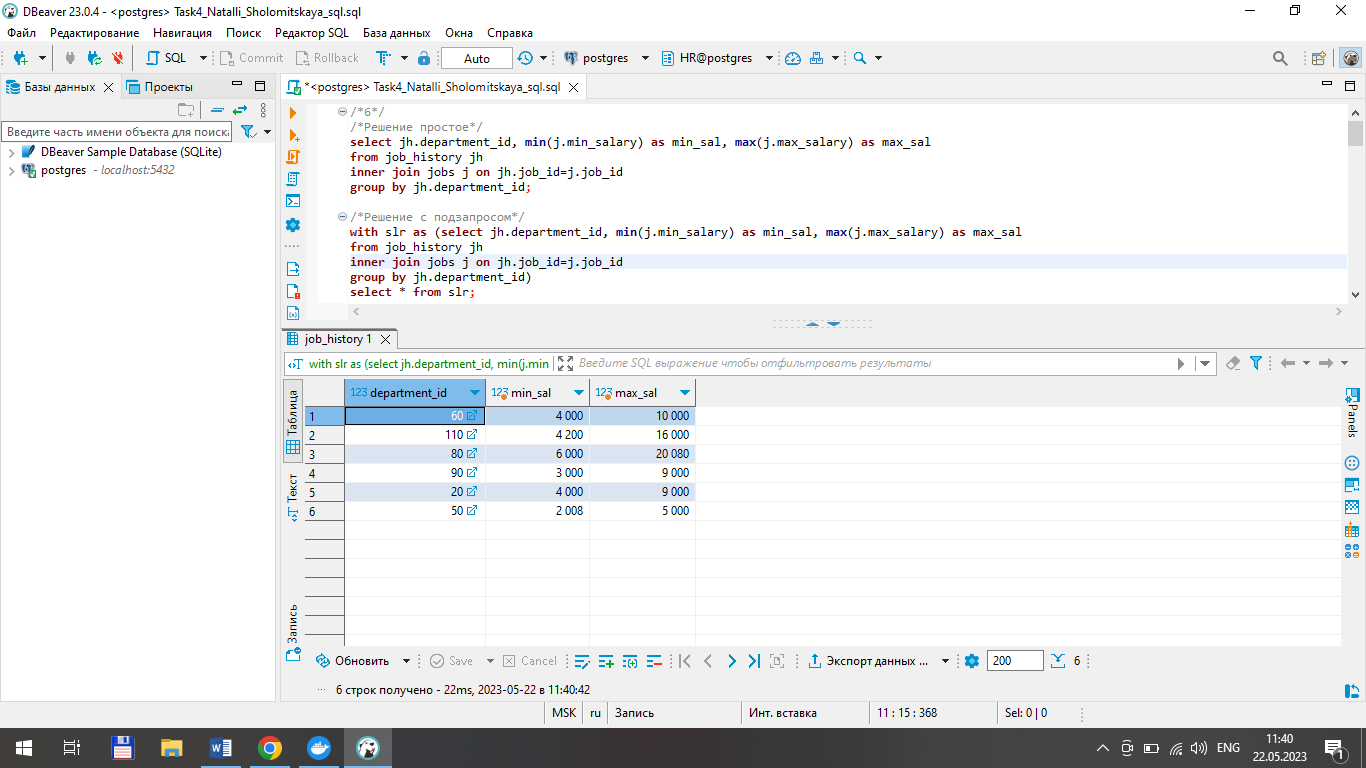 DBeaver 23.0.4 - <postgres> Task4_Natalli_Sholomitskaya_sql.sql
Файл Редактирование Навигация Поиск Редактор SQL База данных Окна Справка
SQL Commit Rollback Auto postgres HR@postgres
Базы данных Проекты
*<postgres> Task4_Natalli_Sholomitskaya_sql.sql
Введите часть имени объекта для поиска
DBeaver Sample Database (SQLite)
postgres - localhost:5432
/*6*/
/*Решение простое*/
select jh.department_id, min(j.min_salary) as min_sal, max(j.max_salary) as max_sal
from job_history jh
inner join jobs j on jh.job_id=j.job_id
group by jh.department_id;
/*Решение с подзапросом*/
with slr as (select jh.department_id, min(j.min_salary) as min_sal, max(j.max_salary) as max_sal
from job_history jh
inner join jobs j on jh.job_id=j.job_id
group by jh.department_id)
select * from slr;
job_history 1
with slr as (select jh.department_id, min(j.min Введите SQL выражение чтобы отфильтровать результаты
Таблица
Текст
Запись
Panels
123 department_id 123 min_sal 123 max_sal
1 60 4 000 10 000
2 110 4 200 16 000
3 80 6 000 20 080
4 90 3 000 9 000
5 20 4 000 9 000
6 50 2 008 5 000
Обновить Save Cancel Экспорт данных ... 200 6
6 строк получено - 22ms, 2023-05-22 в 11:40:42
MSK ru Запись Инт. вставка 11 : 15 : 368 Sel: 0 | 0
ENG 11:40
22.05.2023
1